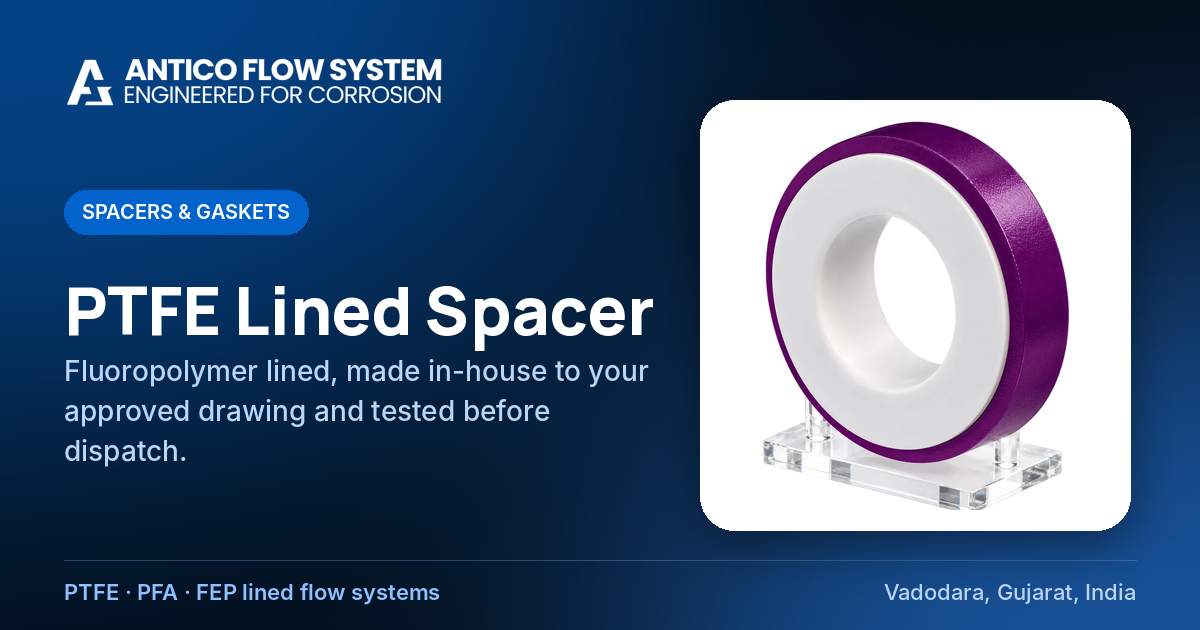 ANTICO FLOW SYSTEM
ENGINEERED FOR CORROSION
SPACERS & GASKETS
PTFE Lined Spacer
Fluoropolymer lined, made in-house to your
approved drawing and tested before
dispatch.
PTFE · PFA · FEP lined flow systems
Vadodara, Gujarat, India